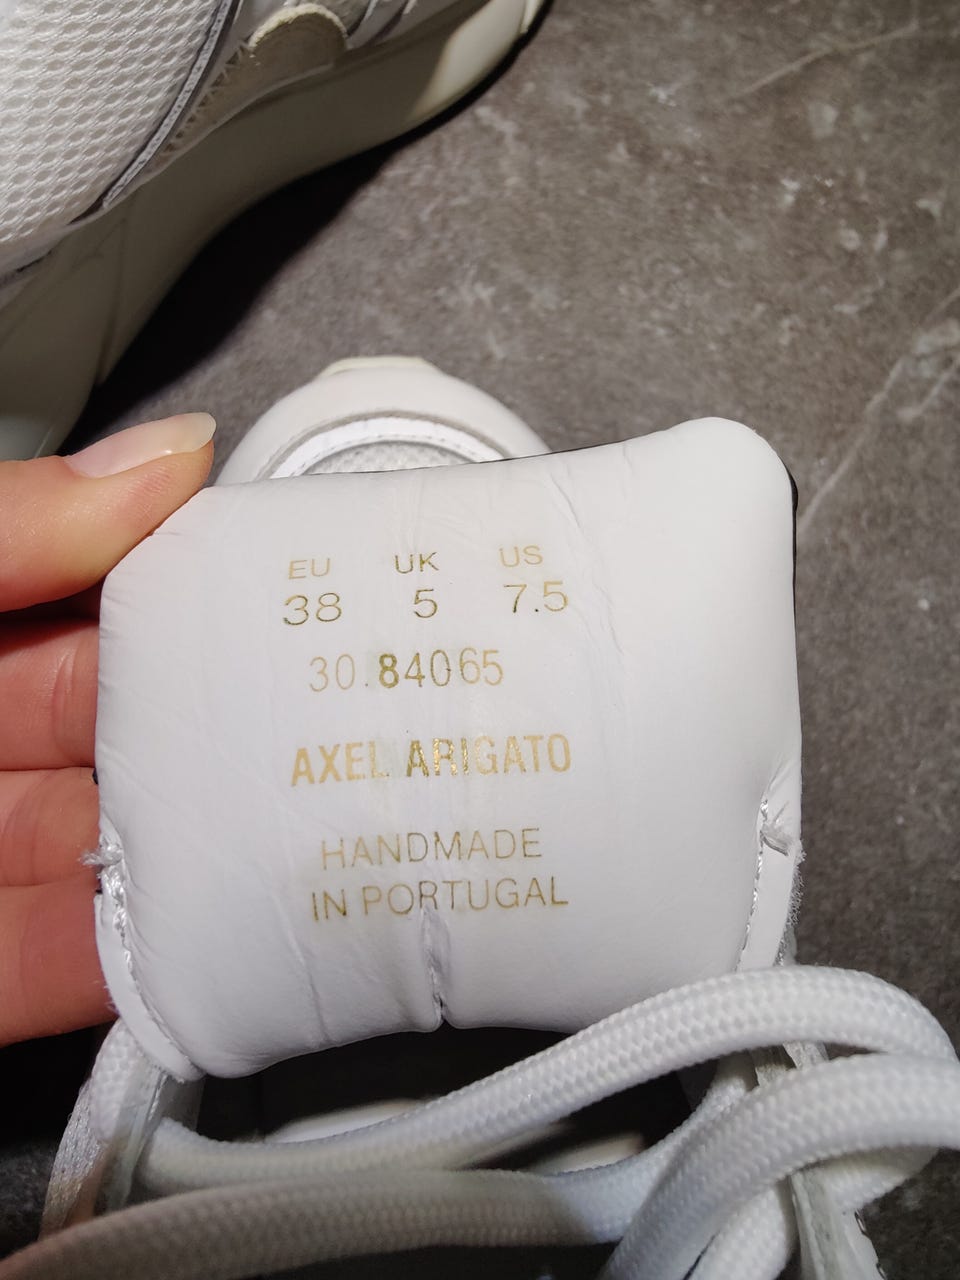 EU UK US
38 5 7.5
30.84065
AXEL ARIGATO
HANDMADE
IN PORTUGAL